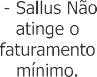 - Sallus Não
atinge o
faturamento
mínimo.